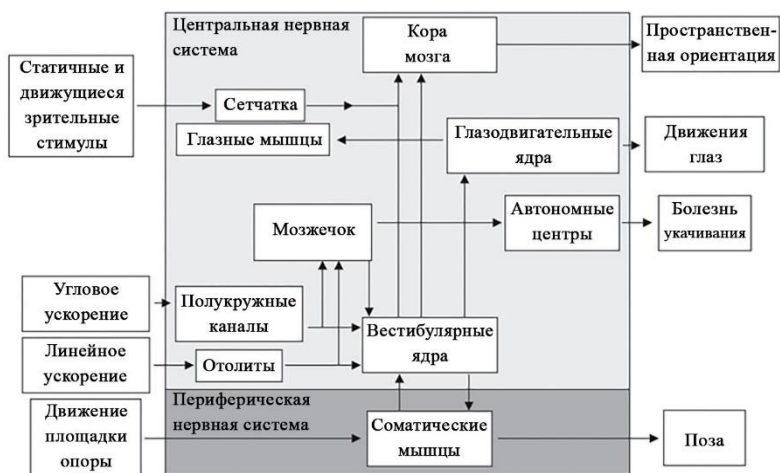 Центральная нервная
система
Кора
мозга
Пространствен-
ная ориентация
Статичные и
движущиеся
зрительные
стимулы
Сетчатка
Глазные мышцы
Глазодвигательные
ядра
Движения
глаз
Мозжечок
Автономные
центры
Болезнь
укачивания
Угловое
ускорение
Полукружные
каналы
Вестибулярные
ядра
Линейное
ускорение
Отолиты
Периферическая
нервная система
Движение
площадки
опоры
Соматические
мышцы
Поза